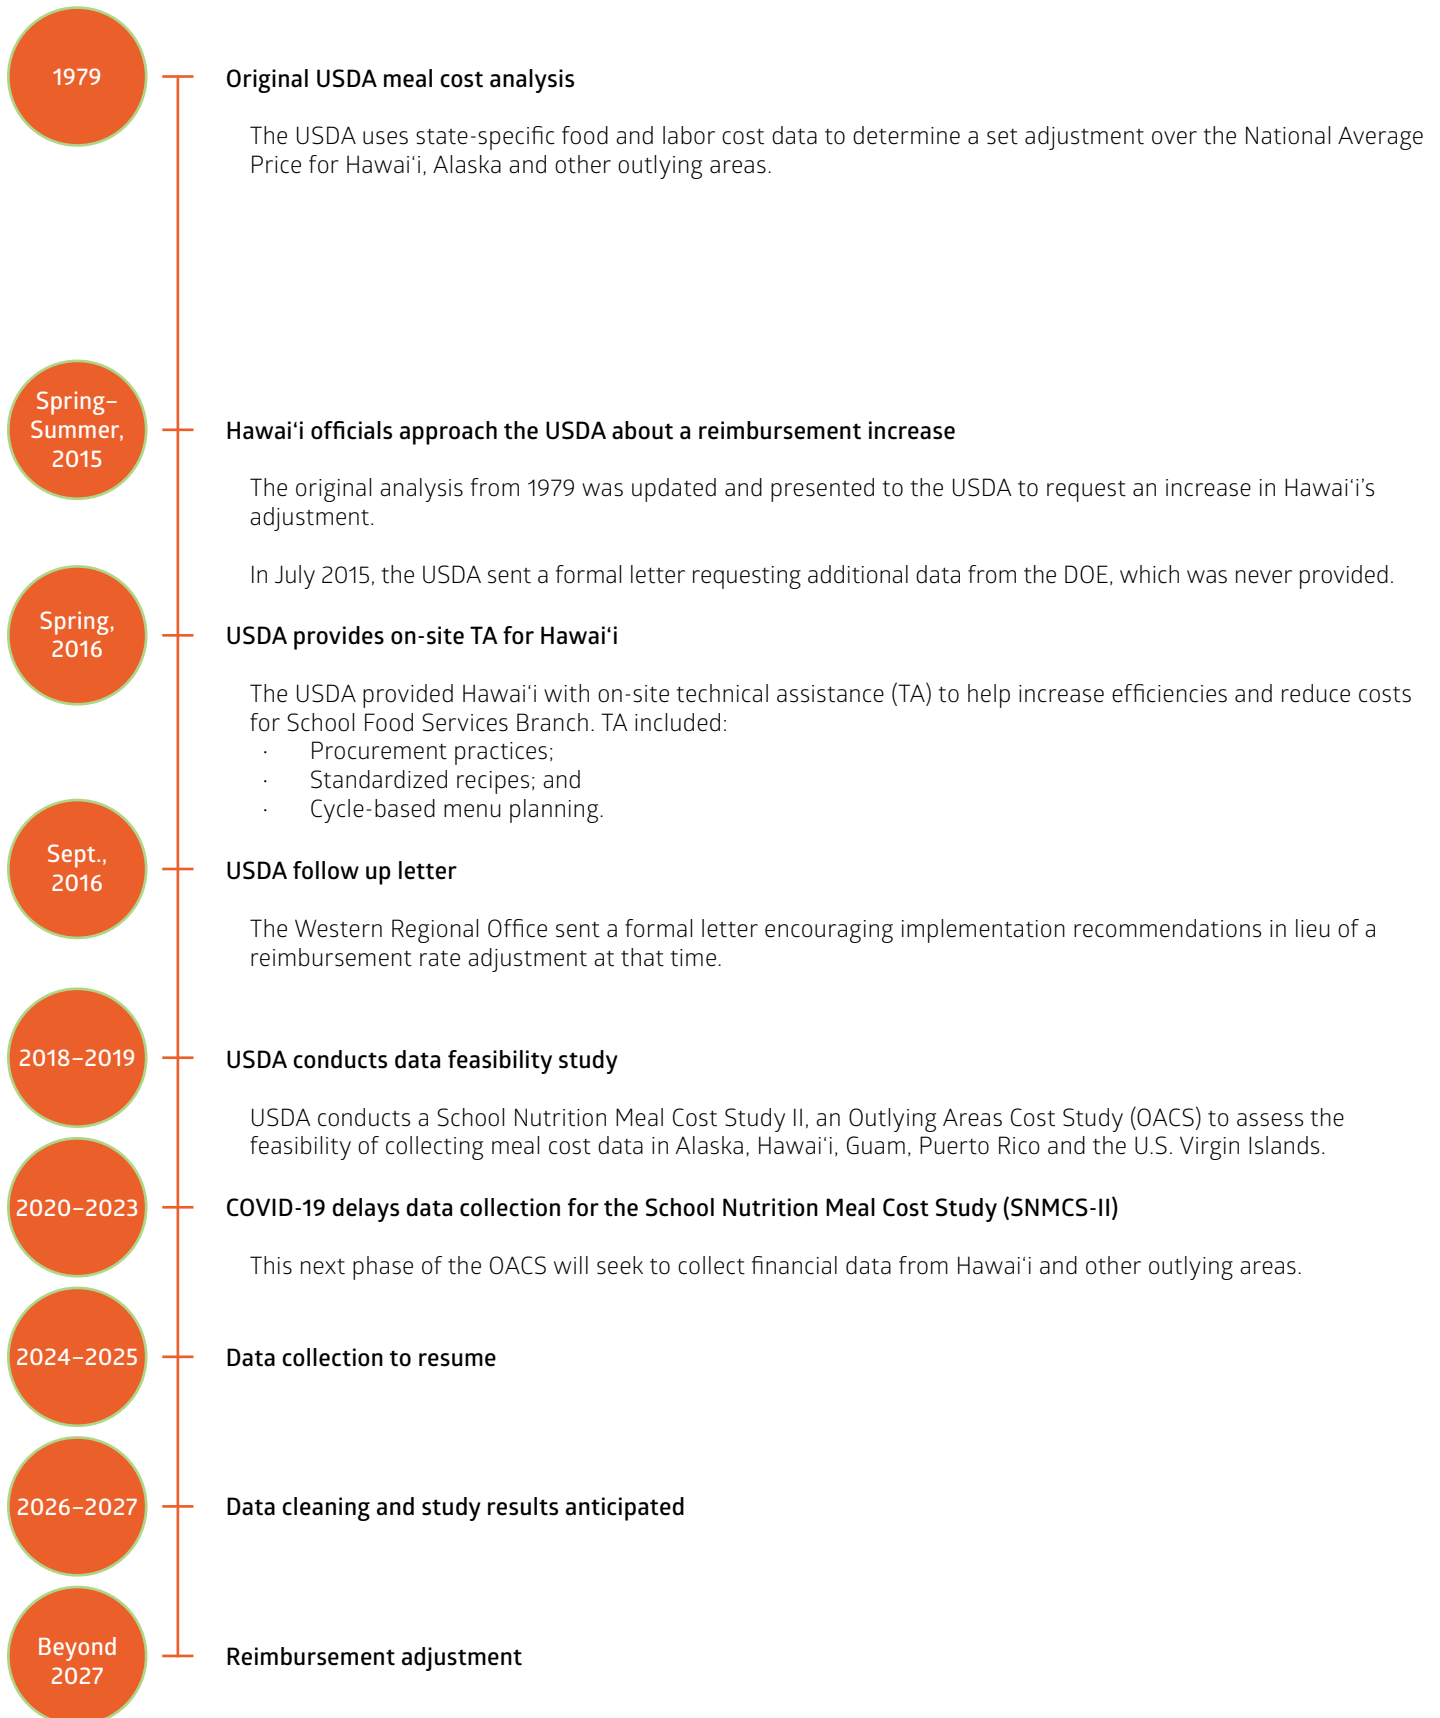 1979
Original USDA meal cost analysis
The USDA uses state-specific food and labor cost data to determine a set adjustment over the National Average
Price for Hawaiʻi, Alaska and other outlying areas.
Spring–
Summer,
2015
Hawaiʻi officials approach the USDA about a reimbursement increase
The original analysis from 1979 was updated and presented to the USDA to request an increase in Hawaiʻi’s
adjustment.
In July 2015, the USDA sent a formal letter requesting additional data from the DOE, which was never provided.
Spring,
2016
USDA provides on-site TA for Hawaiʻi
The USDA provided Hawaiʻi with on-site technical assistance (TA) to help increase efficiencies and reduce costs
for School Food Services Branch. TA included:
· Procurement practices;
· Standardized recipes; and
· Cycle-based menu planning.
Sept.,
2016
USDA follow up letter
The Western Regional Office sent a formal letter encouraging implementation recommendations in lieu of a
reimbursement rate adjustment at that time.
2018–2019
USDA conducts data feasibility study
USDA conducts a School Nutrition Meal Cost Study II, an Outlying Areas Cost Study (OACS) to assess the
feasibility of collecting meal cost data in Alaska, Hawaiʻi, Guam, Puerto Rico and the U.S. Virgin Islands.
2020–2023
COVID-19 delays data collection for the School Nutrition Meal Cost Study (SNMCS-II)
This next phase of the OACS will seek to collect financial data from Hawaiʻi and other outlying areas.
2024–2025
Data collection to resume
2026–2027
Data cleaning and study results anticipated
Beyond
2027
Reimbursement adjustment